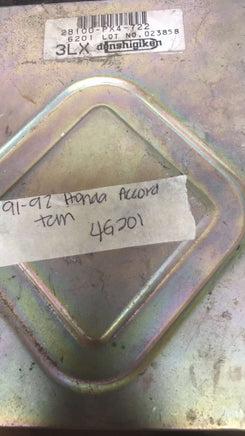 28100-PX4-722
6201 LOT NO.023858
3LX denshigiken
91-92 Honda Accord
tcm
4G201